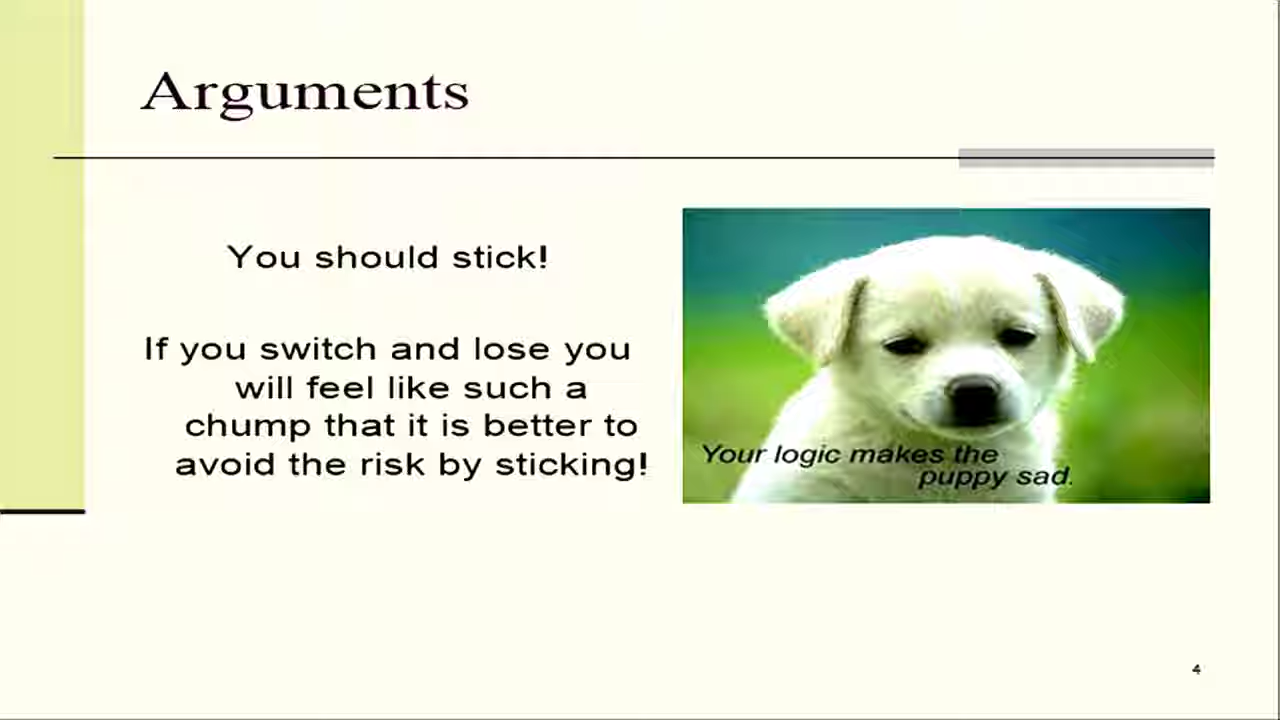 Arguments
You should stick!
If you switch and lose you
will feel like such a
chump that it is better to
avoid the risk by sticking!
Your logic makes the
puppy sad.
4